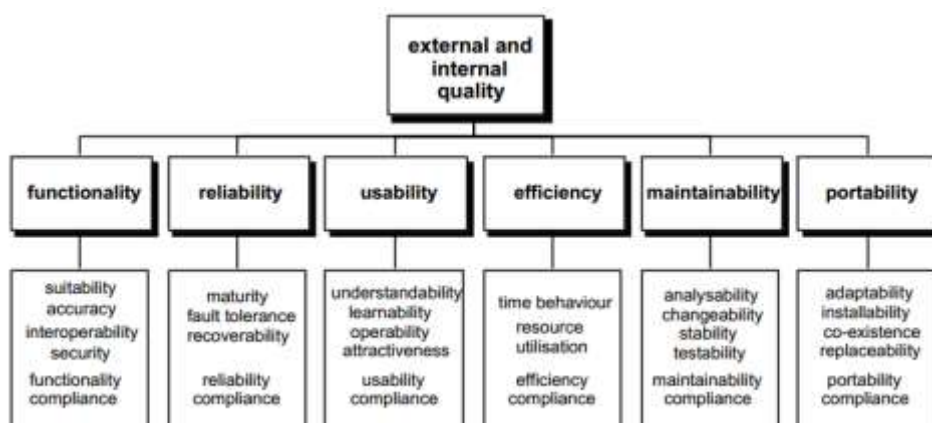 external and
internal
quality
functionality
reliability
usability
efficiency
maintainability
portability
suitability
accuracy
interoperability
security
functionality
compliance
maturity
fault tolerance
recoverability
reliability
compliance
understandability
learnability
operability
attractiveness
usability
compliance
time behaviour
resource
utilisation
efficiency
compliance
analysability
changeability
stability
testability
maintainability
compliance
adaptability
installability
co-existence
replaceability
portability
compliance